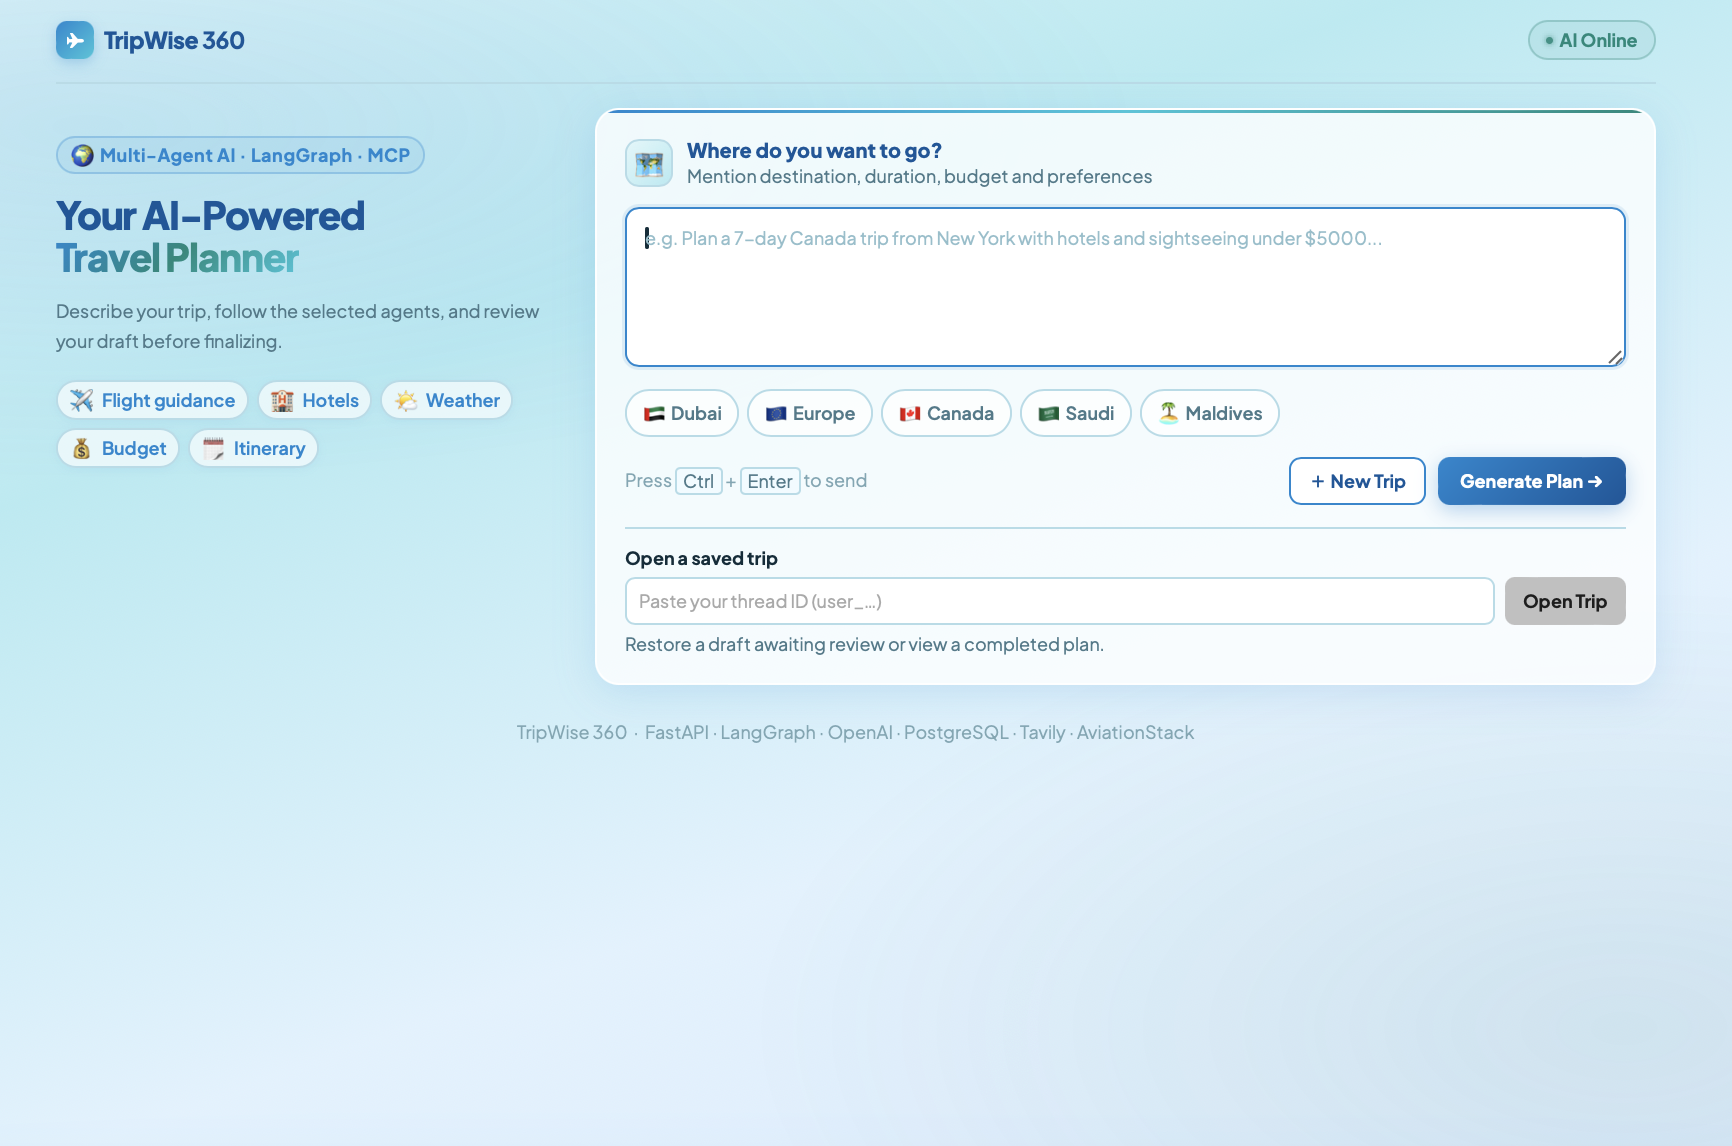 TripWise 360
AI Online
Multi-Agent AI · LangGraph · MCP
Your AI-Powered
Travel Planner
Describe your trip, follow the selected agents, and review
your draft before finalizing.
Flight guidance
Hotels
Weather
Budget
Itinerary
Where do you want to go?
Mention destination, duration, budget and preferences
e.g. Plan a 7-day Canada trip from New York with hotels and sightseeing under $5000...
Dubai
Europe
Canada
Saudi
Maldives
Press Ctrl + Enter to send
+ New Trip
Generate Plan →
Open a saved trip
Paste your thread ID (user_…)
Open Trip
Restore a draft awaiting review or view a completed plan.
TripWise 360 · FastAPI · LangGraph · OpenAI · PostgreSQL · Tavily · AviationStack